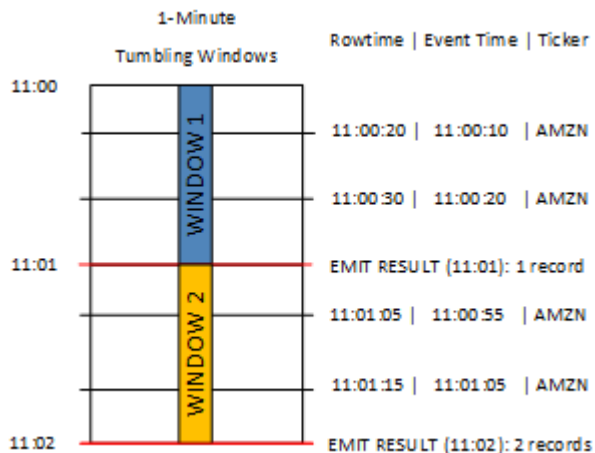 1-Minute
Tumbling Windows
Rowtime | Event Time | Ticker
11:00
WINDOW 1
11:00:20 | 11:00:10 | AMZN
11:00:30 | 11:00:20 | AMZN
11:01
EMIT RESULT (11:01): 1 record
WINDOW 2
11:01:05 | 11:00:55 | AMZN
11:01:15 | 11:01:05 | AMZN
11:02
EMIT RESULT (11:02): 2 records